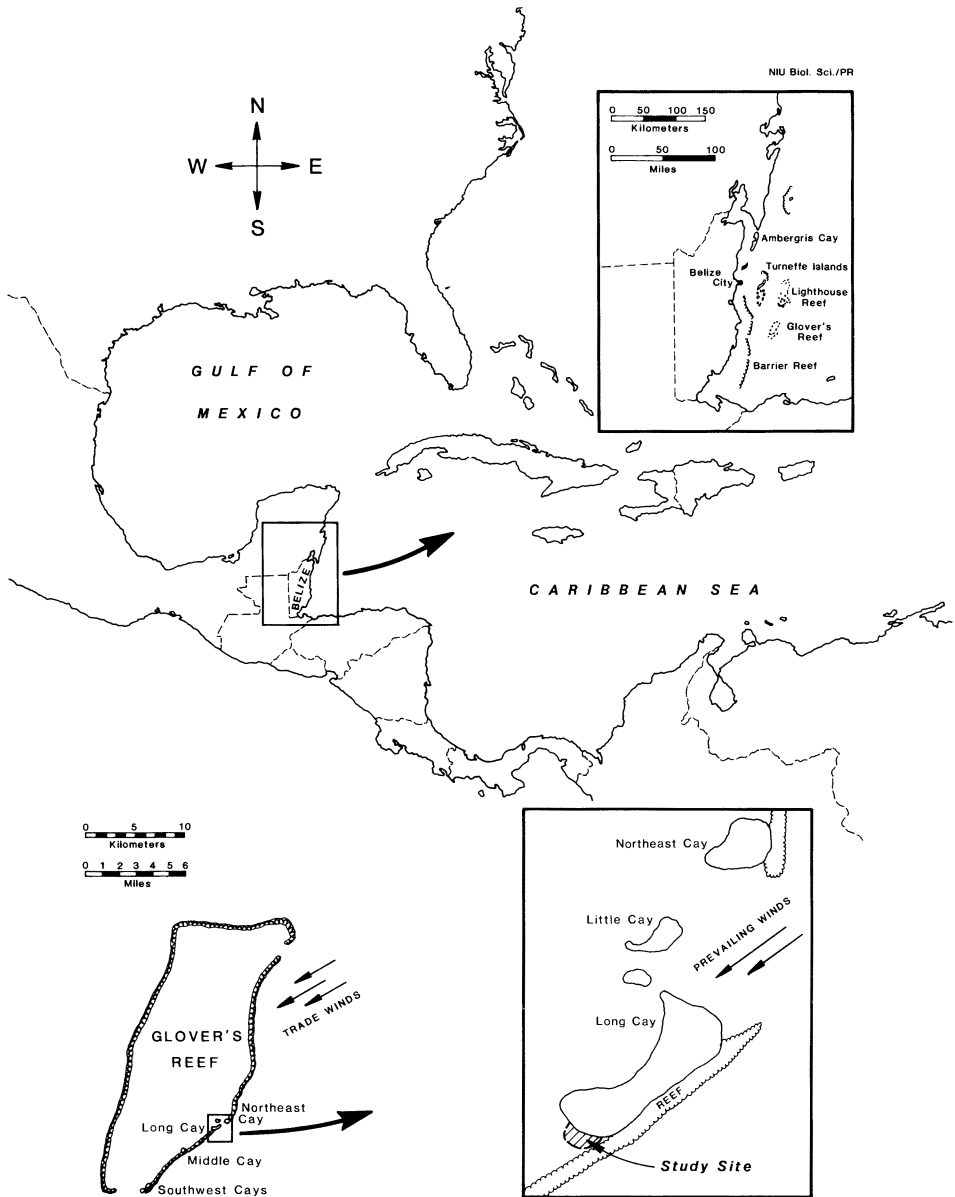 NIU Biol. Sci./PR
N
W E
S
0 50 100 150
Kilometers
0 50 100
Miles
Ambergris Cay
Turneffe Islands
Belize
City
Lighthouse
Reef
Glover's
Reef
Barrier Reef
GULF OF
MEXICO
BELIZE
CARIBBEAN SEA
0 5 10
Kilometers
0 1 2 3 4 5 6
Miles
TRADE WINDS
GLOVER'S
REEF
Northeast
Cay
Long Cay
Middle Cay
Southwest Cays
Northeast Cay
Little Cay
PREVAILING WINDS
Long Cay
REEF
Study Site